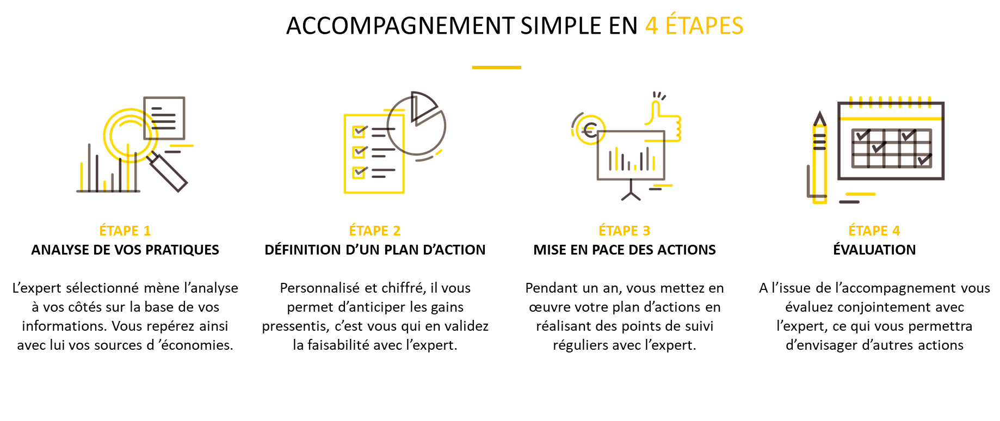 ACCOMPAGNEMENT SIMPLE EN 4 ÉTAPES
ÉTAPE 1
ANALYSE DE VOS PRATIQUES
L’expert sélectionné mène l’analyse
à vos côtés sur la base de vos
informations. Vous repérez ainsi
avec lui vos sources d ’économies.
ÉTAPE 2
DÉFINITION D’UN PLAN D’ACTION
Personnalisé et chiffré, il vous
permet d’anticiper les gains
pressentis, c’est vous qui en validez
la faisabilité avec l’expert.
ÉTAPE 3
MISE EN PACE DES ACTIONS
Pendant un an, vous mettez en
œuvre votre plan d’actions en
réalisant des points de suivi
réguliers avec l’expert.
ÉTAPE 4
ÉVALUATION
A l’issue de l’accompagnement vous
évaluez conjointement avec
l’expert, ce qui vous permettra
d’envisager d’autres actions